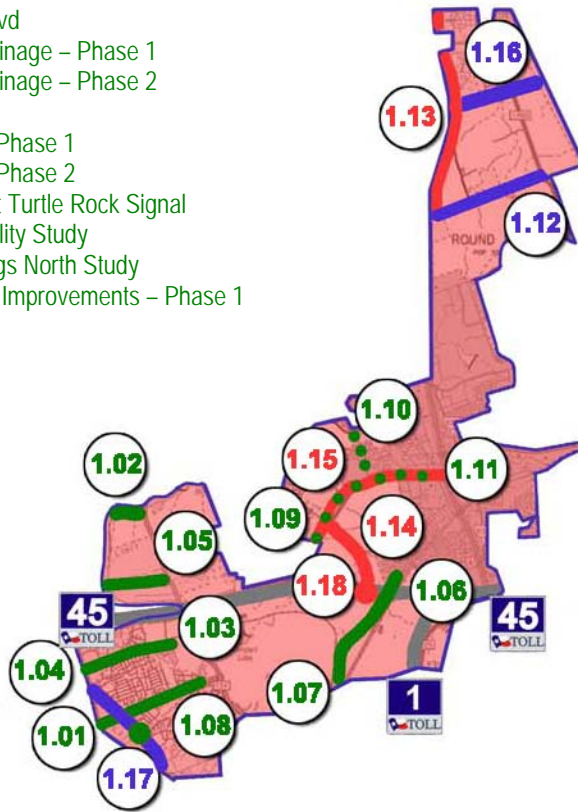 vd
inage – Phase 1
inage – Phase 2
Phase 1
Phase 2
t Turtle Rock Signal
lity Study
gs North Study
Improvements – Phase 1
1.16
1.13
1.12
ROUND
1.10
1.02
1.15
1.11
1.09
1.05
1.14
45
TOLL
1.03
1.18
1.06
45
TOLL
1.04
1.07
1
TOLL
1.01
1.08
1.17